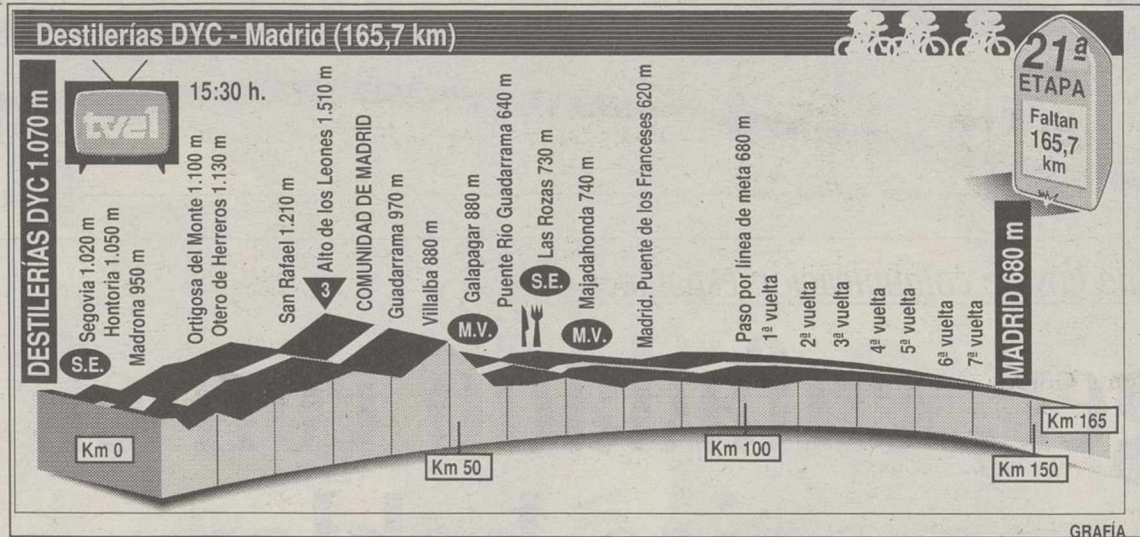 Destilerías DYC - Madrid (165,7 km)
21ª
ETAPA
Faltan
165,7
km
tve1
15:30 h.
DESTILERÍAS DYC 1.070 m
S.E.
Segovia 1.020 m
Hontoria 1.050 m
Madrona 950 m
Ortigosa del Monte 1.100 m
Otero de Herreros 1.130 m
San Rafael 1.210 m
3
Alto de los Leones 1.510 m
COMUNIDAD DE MADRID
Guadarrama 970 m
Villalba 880 m
M.V.
Galapagar 880 m
Puente Río Guadarrama 640 m
S.E.
Las Rozas 730 m
M.V.
Majadahonda 740 m
Madrid. Puente de los Franceses 620 m
Paso por línea de meta 680 m
1ª vuelta
2ª vuelta
3ª vuelta
4ª vuelta
5ª vuelta
6ª vuelta
7ª vuelta
MADRID 680 m
Km 0
Km 50
Km 100
Km 150
Km 165
GRAFÍA